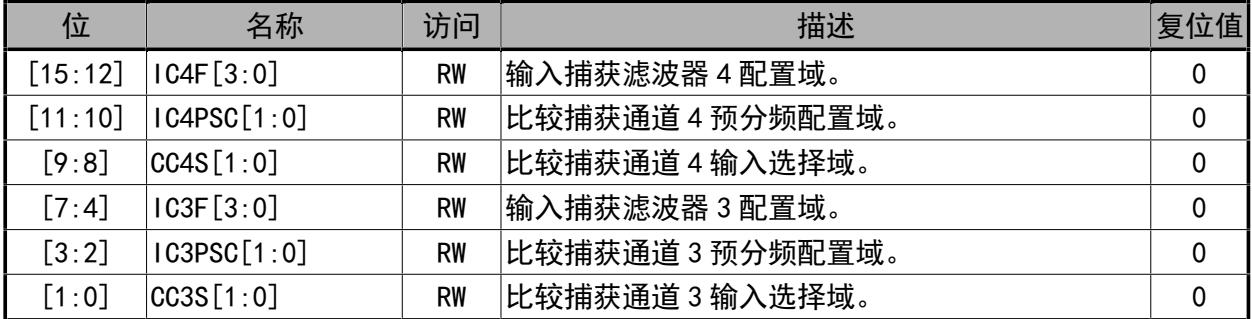 位 名称 访问 描述 复位值
[15:12] IC4F[3:0] RW 输入捕获滤波器 4 配置域。 0
[11:10] IC4PSC[1:0] RW 比较捕获通道 4 预分频配置域。 0
[9:8] CC4S[1:0] RW 比较捕获通道 4 输入选择域。 0
[7:4] IC3F[3:0] RW 输入捕获滤波器 3 配置域。 0
[3:2] IC3PSC[1:0] RW 比较捕获通道 3 预分频配置域。 0
[1:0] CC3S[1:0] RW 比较捕获通道 3 输入选择域。 0